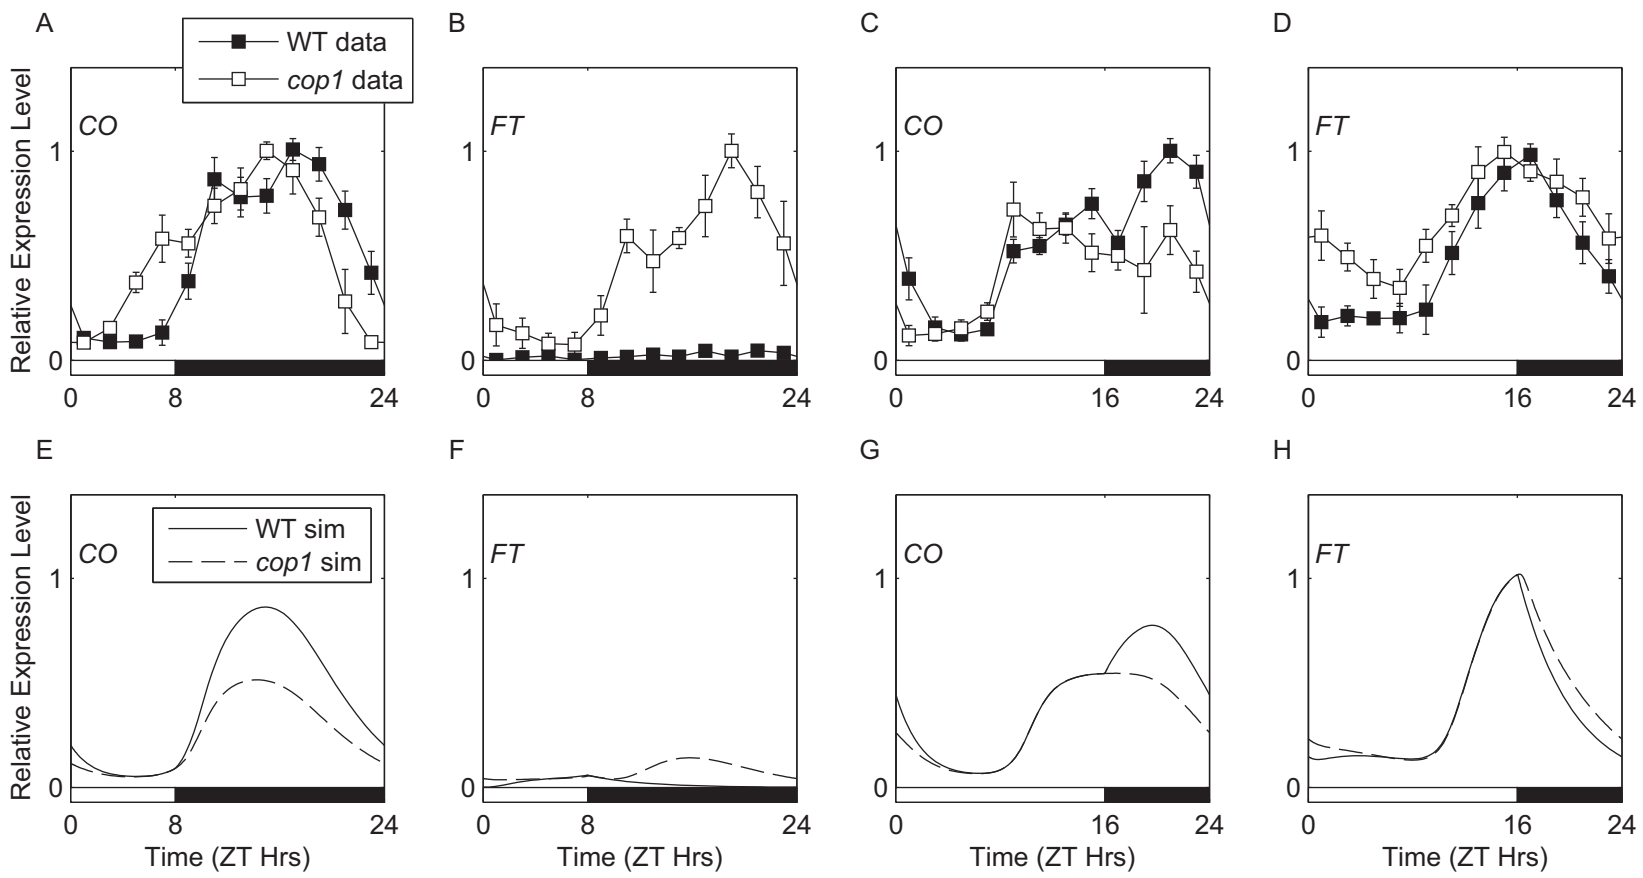 A
B
C
D
WT data
cop1 data
Relative Expression Level
CO
FT
CO
FT
1
0
1
0
1
0
1
0
0 8 24
0 8 24
0 16 24
0 16 24
E
F
G
H
WT sim
cop1 sim
Relative Expression Level
CO
FT
CO
FT
1
0
1
0
1
0
1
0
0 8 24
0 8 24
0 16 24
0 16 24
Time (ZT Hrs)
Time (ZT Hrs)
Time (ZT Hrs)
Time (ZT Hrs)